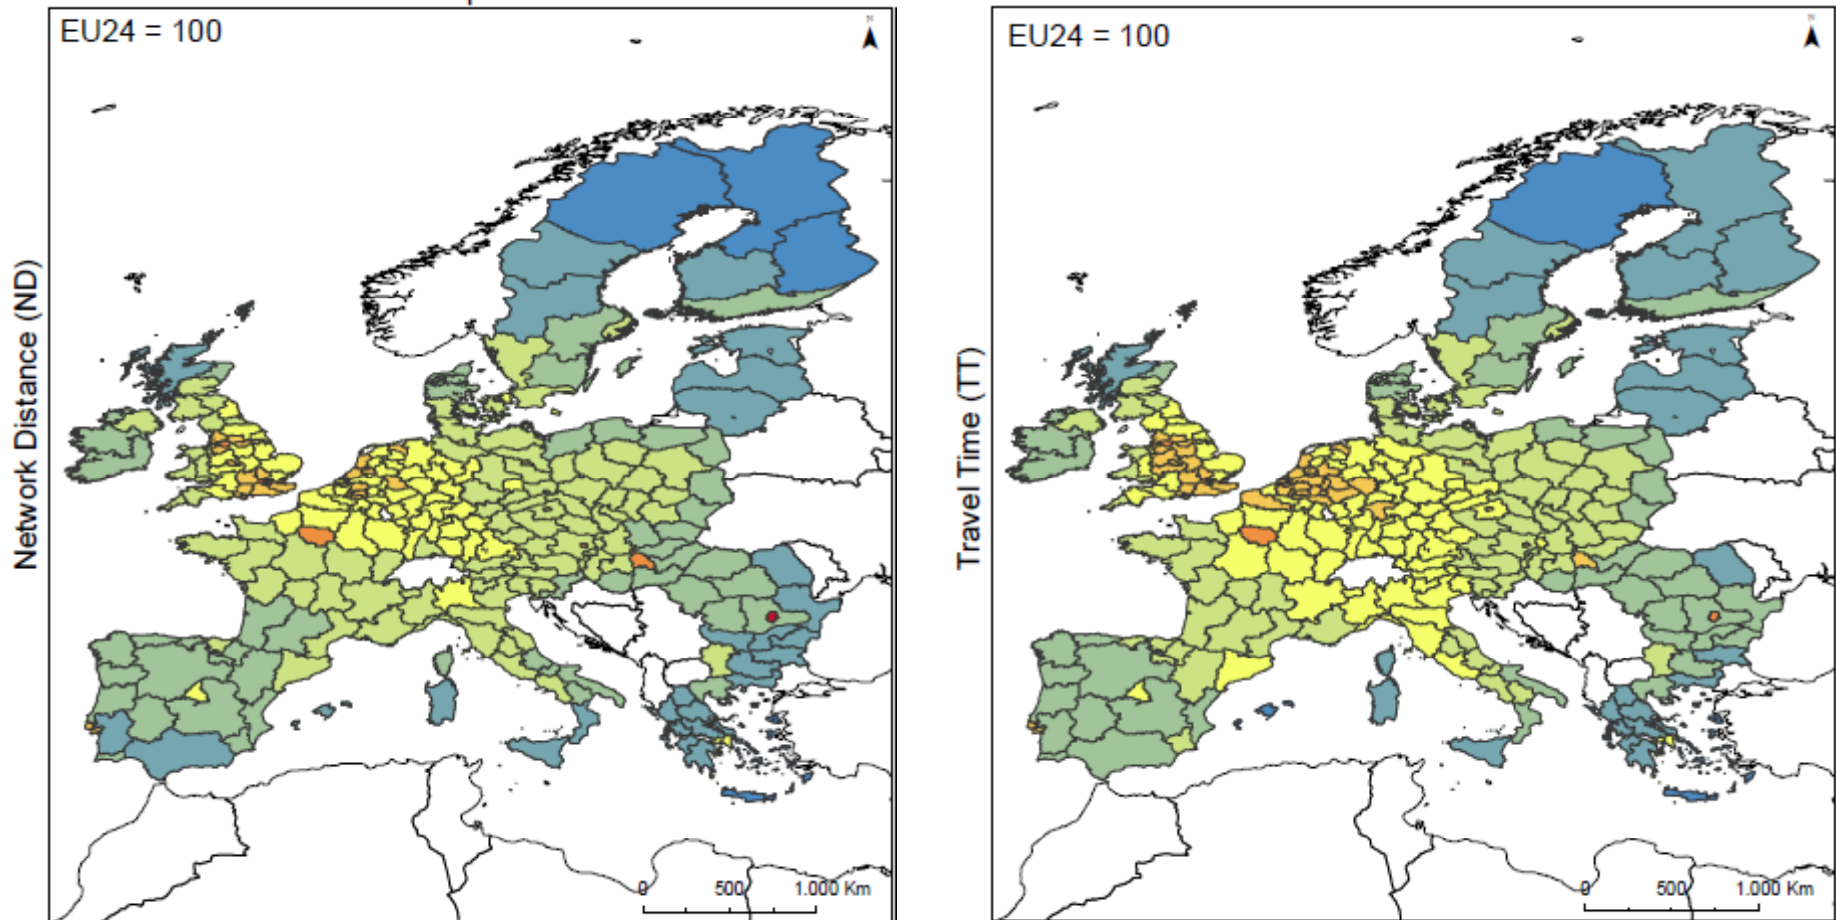 EU24 = 100
N
Network Distance (ND)
0 500 1.000 Km
EU24 = 100
N
Travel Time (TT)
0 500 1.000 Km